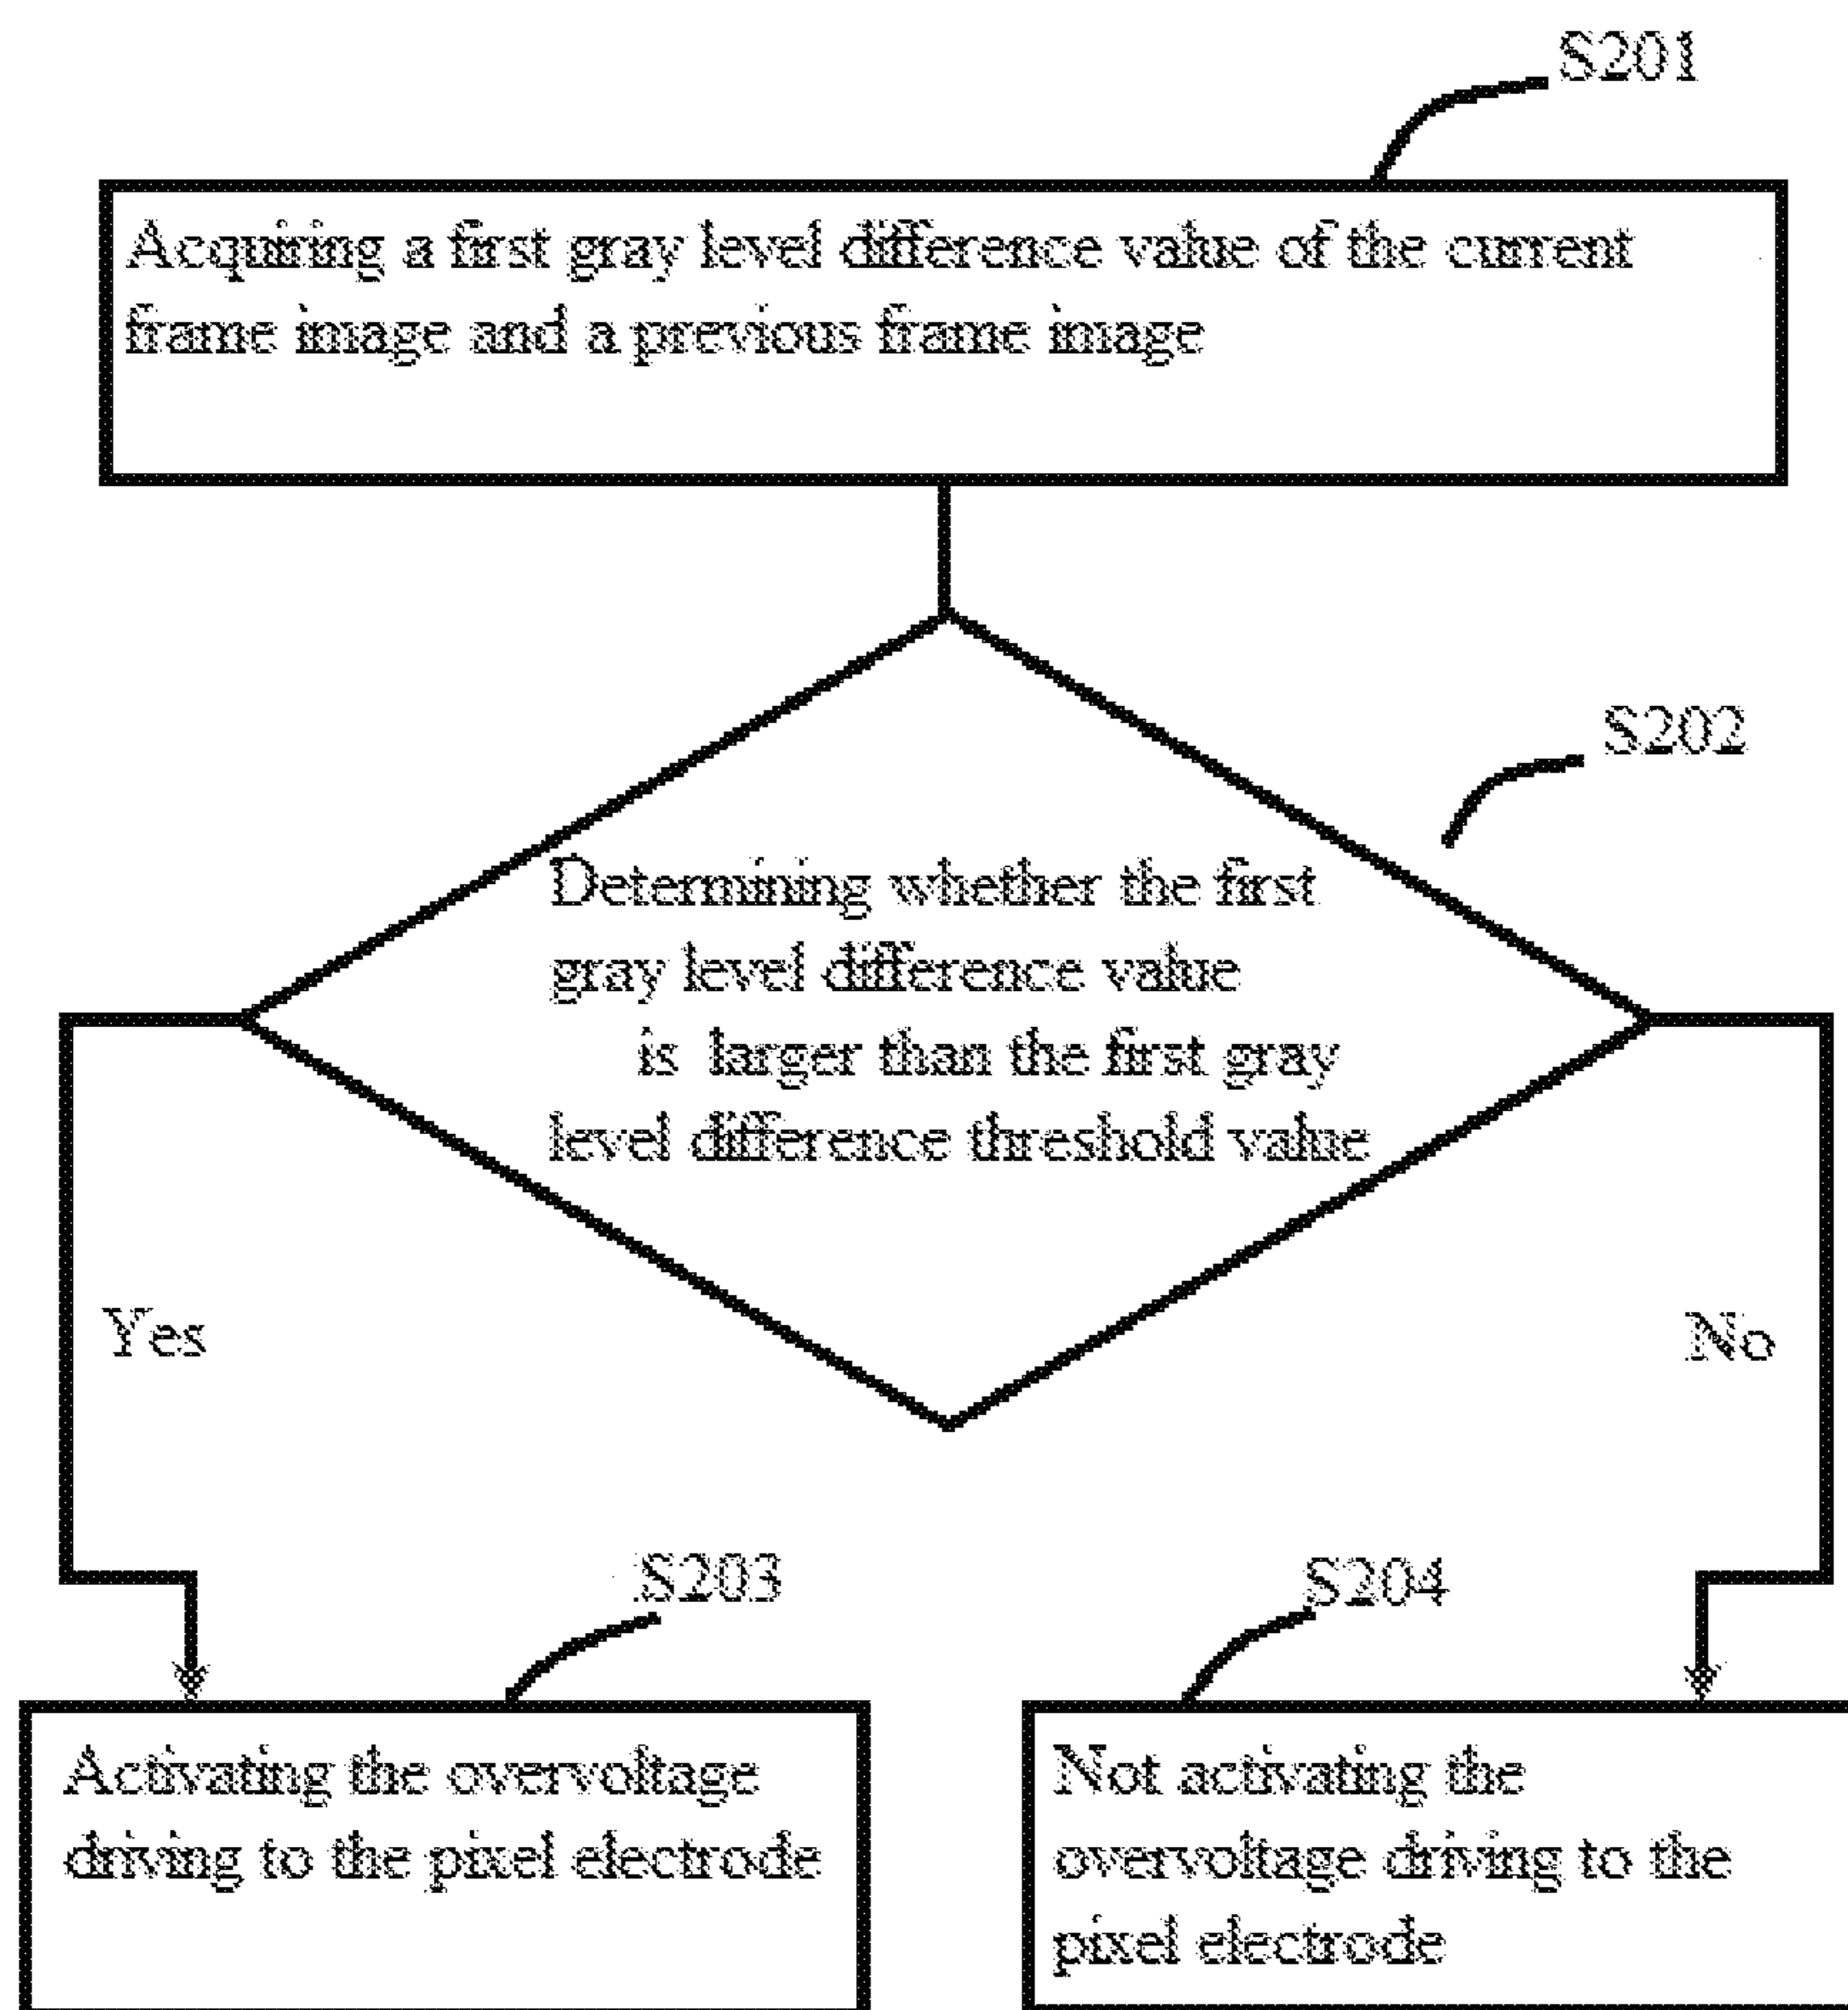 S201
Acquiring a first gray level difference value of the current
frame image and a previous frame image
S202
Determining whether the first
gray level difference value
is larger than the first gray
level difference threshold value
Yes
No
S203
S204
Activating the overvoltage
driving to the pixel electrode
Not activating the
overvoltage driving to the
pixel electrode